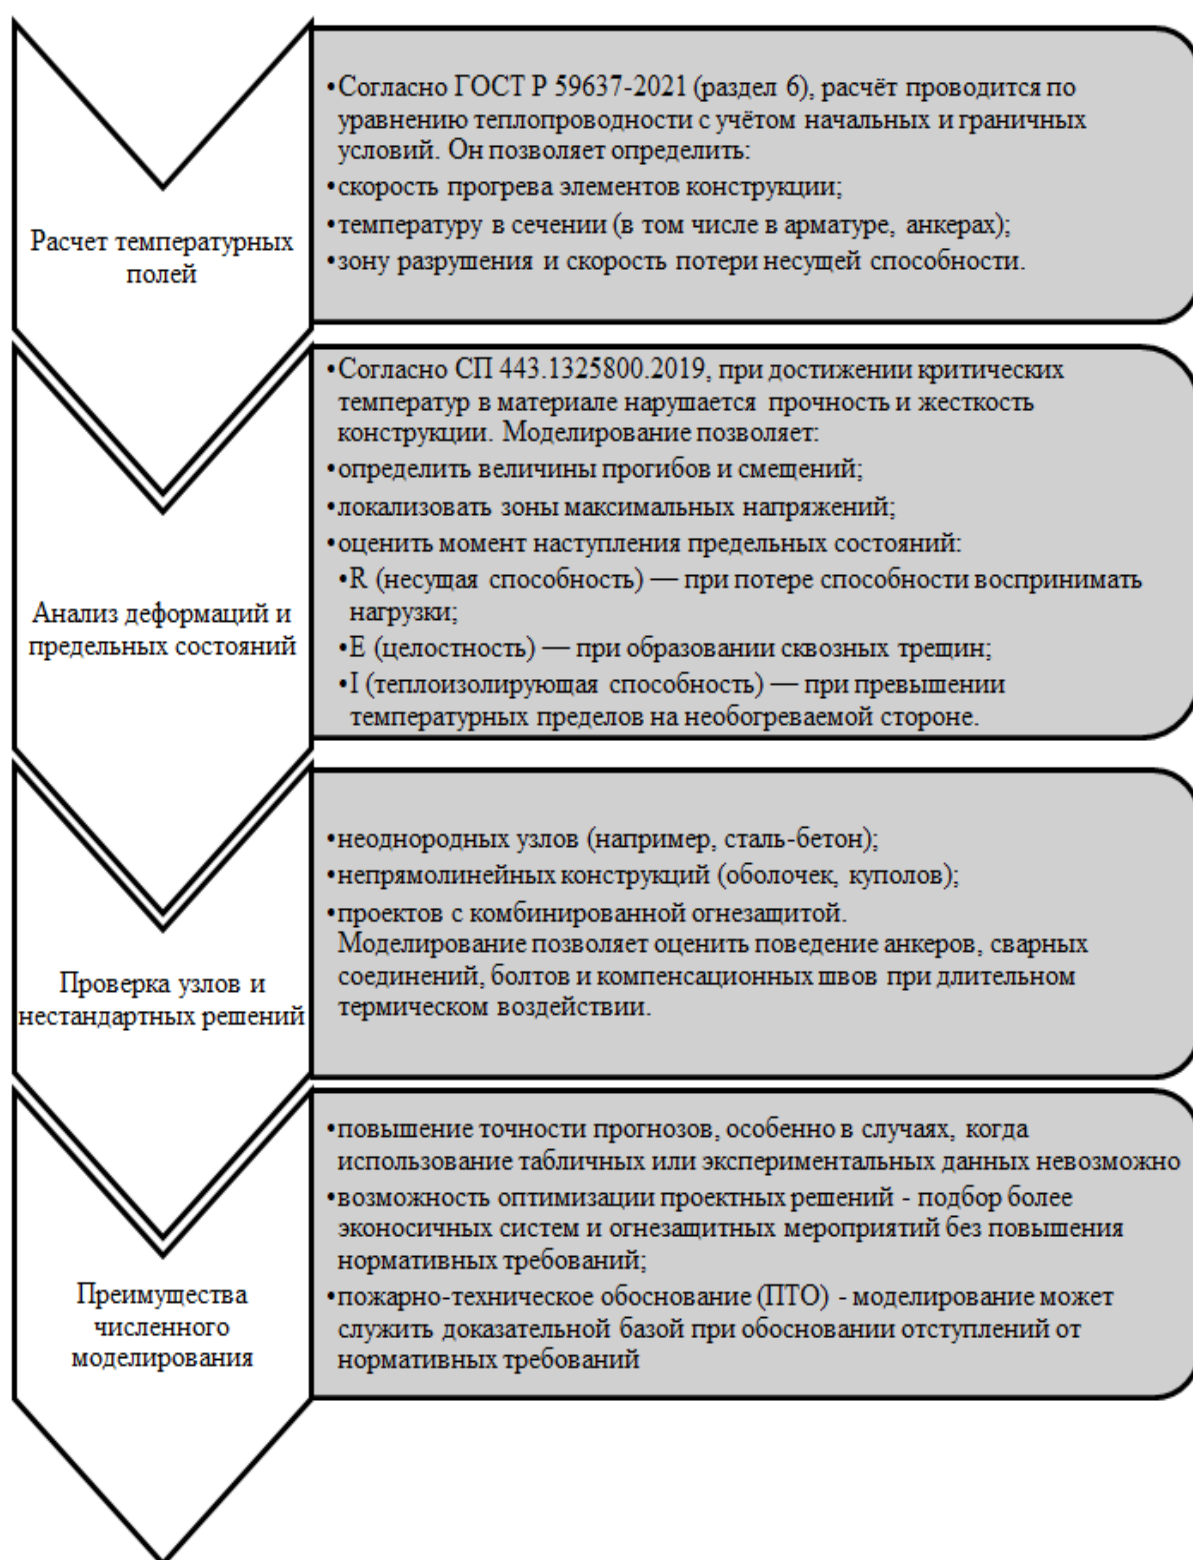 Расчет температурных
полей
•Согласно ГОСТ Р 59637-2021 (раздел 6), расчёт проводится по
уравнению теплопроводности с учётом начальных и граничных
условий. Он позволяет определить:
•скорость прогрева элементов конструкции;
•температуру в сечении (в том числе в арматуре, анкерах);
•зону разрушения и скорость потери несущей способности.
Анализ деформаций и
предельных состояний
•Согласно СП 443.1325800.2019, при достижении критических
температур в материале нарушается прочность и жесткость
конструкции. Моделирование позволяет:
•определить величины прогибов и смещений;
•локализовать зоны максимальных напряжений;
•оценить момент наступления предельных состояний:
•R (несущая способность) — при потере способности воспринимать
нагрузки;
•E (целостность) — при образовании сквозных трещин;
•I (теплоизолирующая способность) — при превышении
температурных пределов на необогреваемой стороне.
Проверка узлов и
нестандартных решений
•неоднородных узлов (например, сталь-бетон);
•непрямолинейных конструкций (оболочек, куполов);
•проектов с комбинированной огнезащитой.
Моделирование позволяет оценить поведение анкеров, сварных
соединений, болтов и компенсационных швов при длительном
термическом воздействии.
Преимущества
численного
моделирования
•повышение точности прогнозов, особенно в случаях, когда
использование табличных или экспериментальных данных невозможно
•возможность оптимизации проектных решений - подбор более
эконосичных систем и огнезащитных мероприятий без повышения
нормативных требований;
•пожарно-техническое обоснование (ПТО) - моделирование может
служить доказательной базой при обосновании отступлений от
нормативных требований